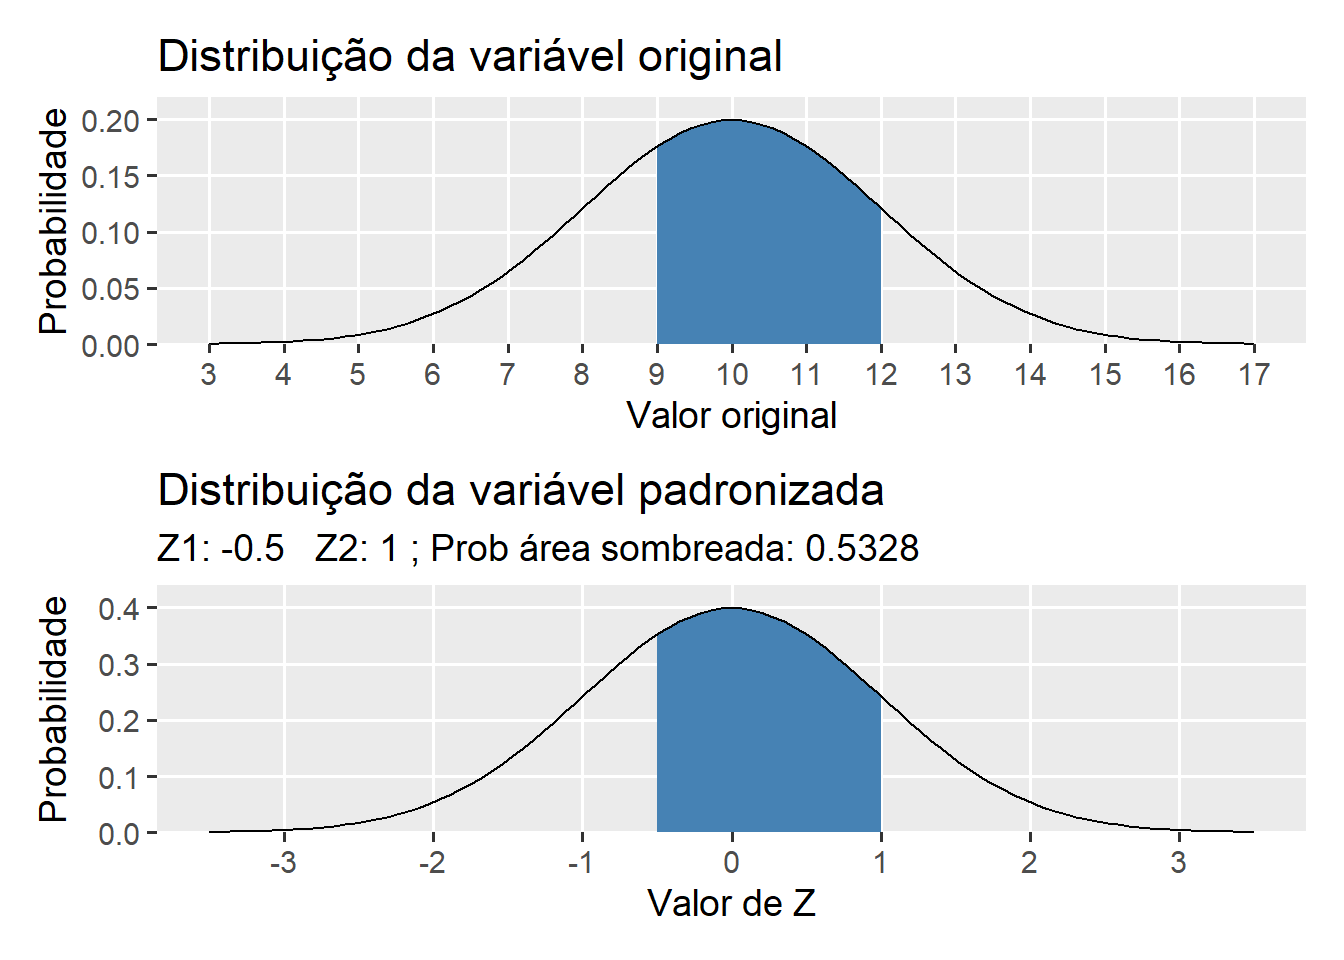 Distribuição da variável original
Probabilidade
0.20
0.15
0.10
0.05
0.00
3 4 5 6 7 8 9 10 11 12 13 14 15 16 17
Valor original
Distribuição da variável padronizada
Z1: -0.5 Z2: 1 ; Prob área sombreada: 0.5328
Probabilidade
0.4
0.3
0.2
0.1
0.0
-3 -2 -1 0 1 2 3
Valor de Z